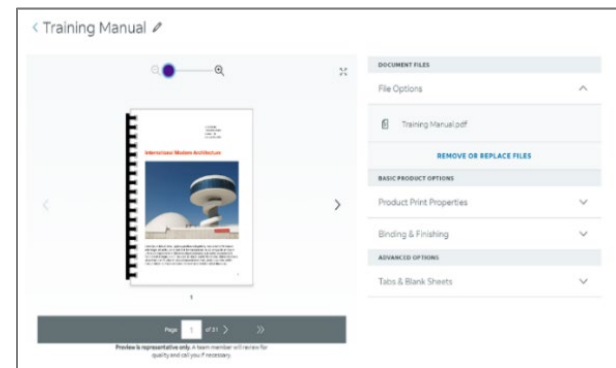 Training Manual
DOCUMENT FILES
File Options
Training Manual.pdf
REMOVE OR REPLACE FILES
BASIC PRODUCT OPTIONS
Product Print Properties
Binding & Finishing
ADVANCED OPTIONS
Tabs & Blank Sheets
International Modern Architecture
1
Page 1 of 31
Preview is representative only. A team member will review for
quality and call you if necessary.